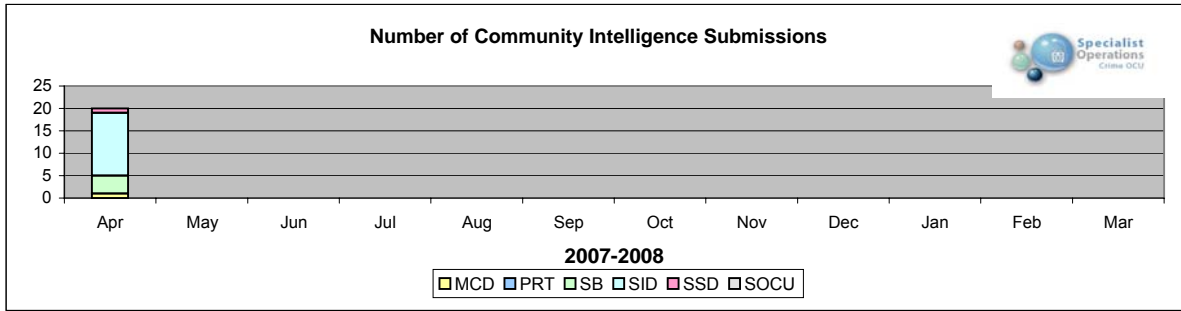 Number of Community Intelligence Submissions
Specialist
Operations
Crime OCU
25
20
15
10
5
0
Apr May Jun Jul Aug Sep Oct Nov Dec Jan Feb Mar
2007-2008
MCD PRT SB SID SSD SOCU